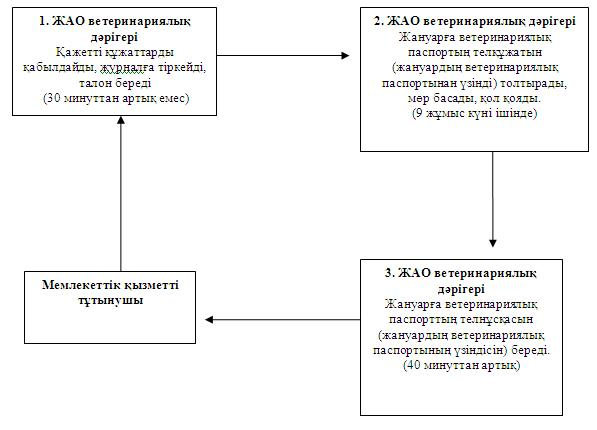 1. ЖАО ветеринариялық
дәрігері
Қажетті құжаттарды
қабылдайды, журналға тіркейді,
талон береді
(30 минуттан артық емес)
2. ЖАО ветеринариялық дәрігері
Жануарға ветеринариялық
паспортың телқұжатын
(жануардың ветеринариялық
паспортынан үзінді) толтырады,
мөр басады, қол қояды.
(9 жұмыс күні ішінде)
Мемлекеттік қызметті
тұтынушы
3. ЖАО ветеринариялық
дәрігері
Жануарға ветеринариялық
паспорттың телнұсқасын
(жануардың ветеринариялық
паспортының үзіндісін) береді.
(40 минуттан артық)